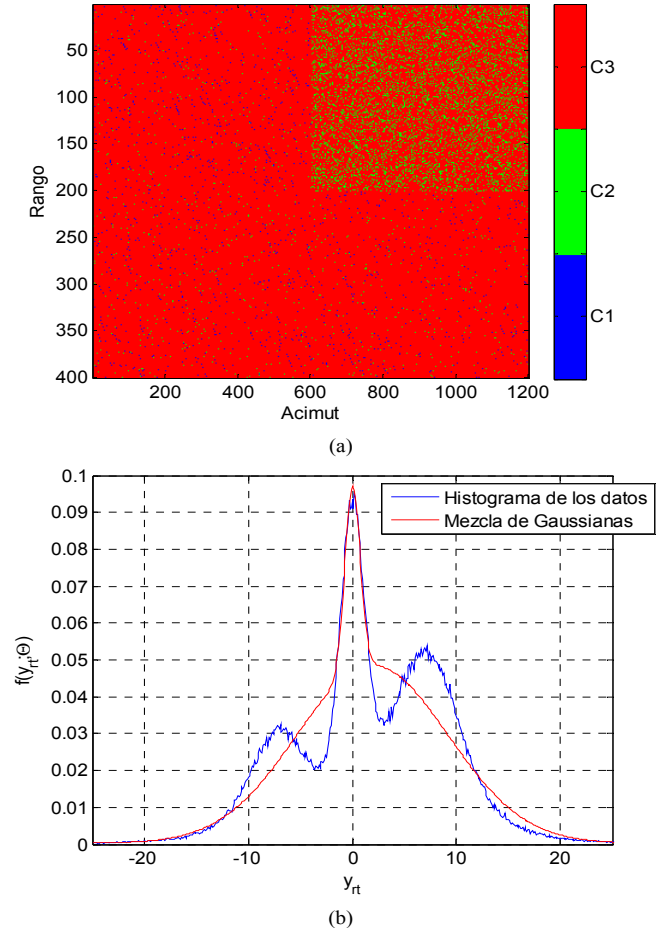 50
100
150
200
250
300
350
400
Rango
200 400 600 800 1000 1200
Acimut
C3
C2
C1
(a)
0.1
0.09
0.08
0.07
0.06
0.05
0.04
0.03
0.02
0.01
0
f(y_rt;Θ)
Histograma de los datos
Mezcla de Gaussianas
-20 -10 0 10 20
y_rt
(b)